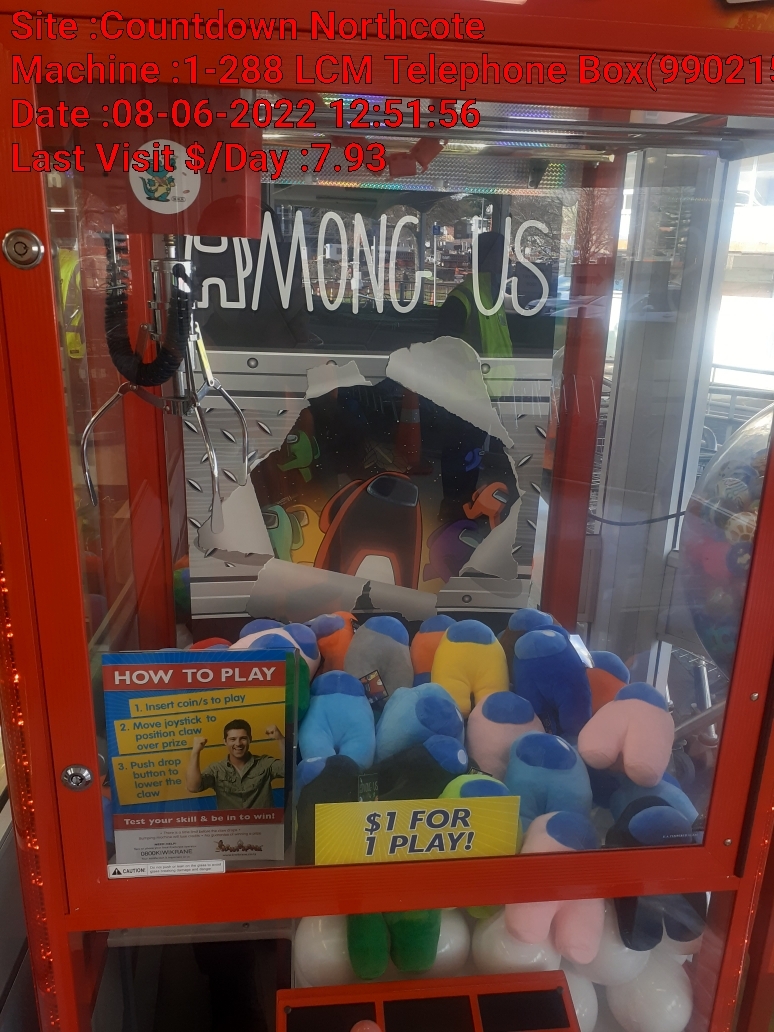 Site :Countdown Northcote
Machine :1-288 LCM Telephone Box(990215
Date :08-06-2022 12:51:56
Last Visit $/Day :7.93
AMONG US
HOW TO PLAY
1. Insert coin/s to play
2. Move joystick to
position claw
over prize
3. Push drop
button to
lower the
claw
Test your skill & be in to win!
0800KIWIKRANE
CAUTION:
$1 FOR
1 PLAY!